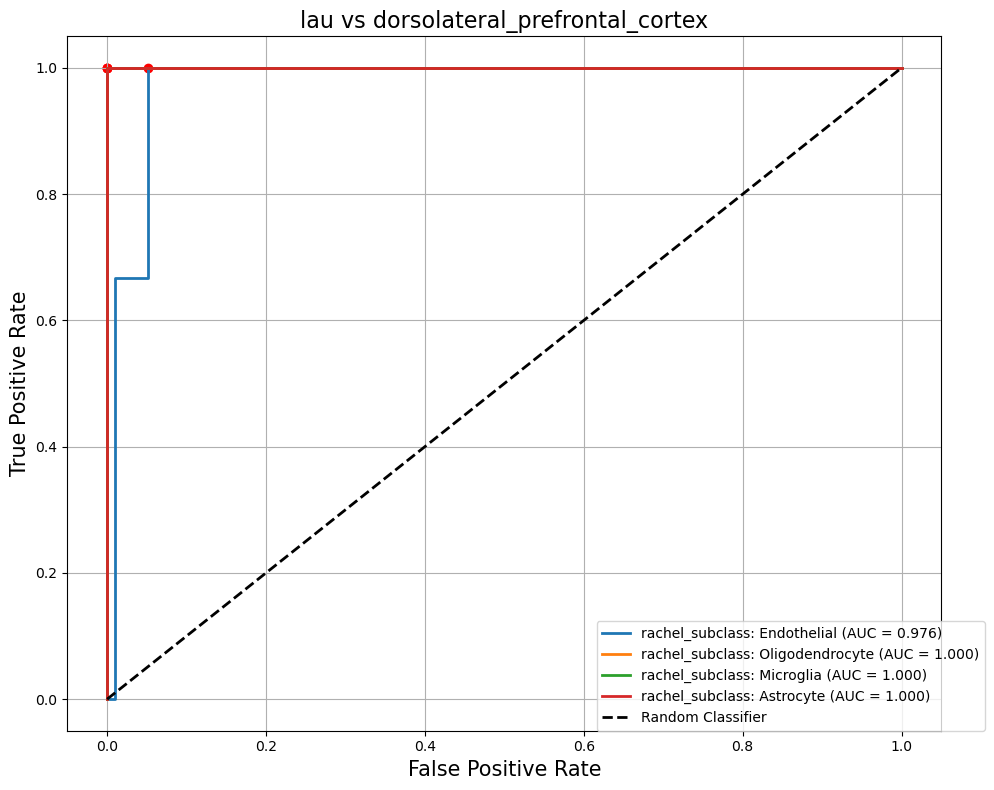 lau vs dorsolateral_prefrontal_cortex
True Positive Rate
1.0
0.8
0.6
0.4
0.2
0.0
0.0 0.2 0.4 0.6 0.8 1.0
False Positive Rate
rachel_subclass: Endothelial (AUC = 0.976)
rachel_subclass: Oligodendrocyte (AUC = 1.000)
rachel_subclass: Microglia (AUC = 1.000)
rachel_subclass: Astrocyte (AUC = 1.000)
Random Classifier